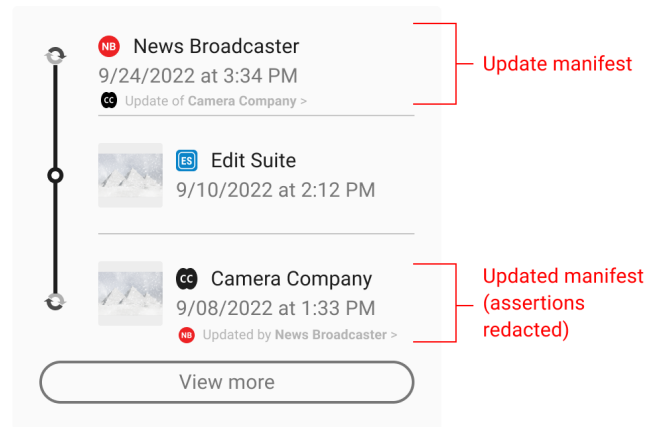 NB News Broadcaster
9/24/2022 at 3:34 PM
CC Update of Camera Company >
Update manifest
ES Edit Suite
9/10/2022 at 2:12 PM
CC Camera Company
9/08/2022 at 1:33 PM
NB Updated by News Broadcaster >
Updated manifest
(assertions
redacted)
View more